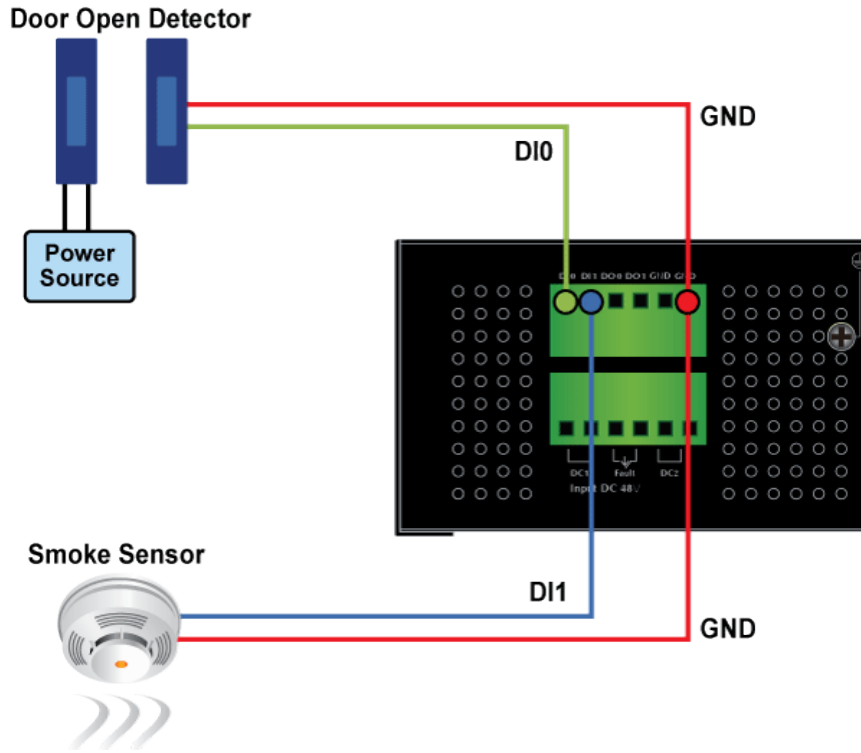 Door Open Detector
GND
DI0
Power
Source
DI0 DI1 DO0 DO1 GND GND
DC1 Fault DC2
Input DC 48V
Smoke Sensor
DI1
GND